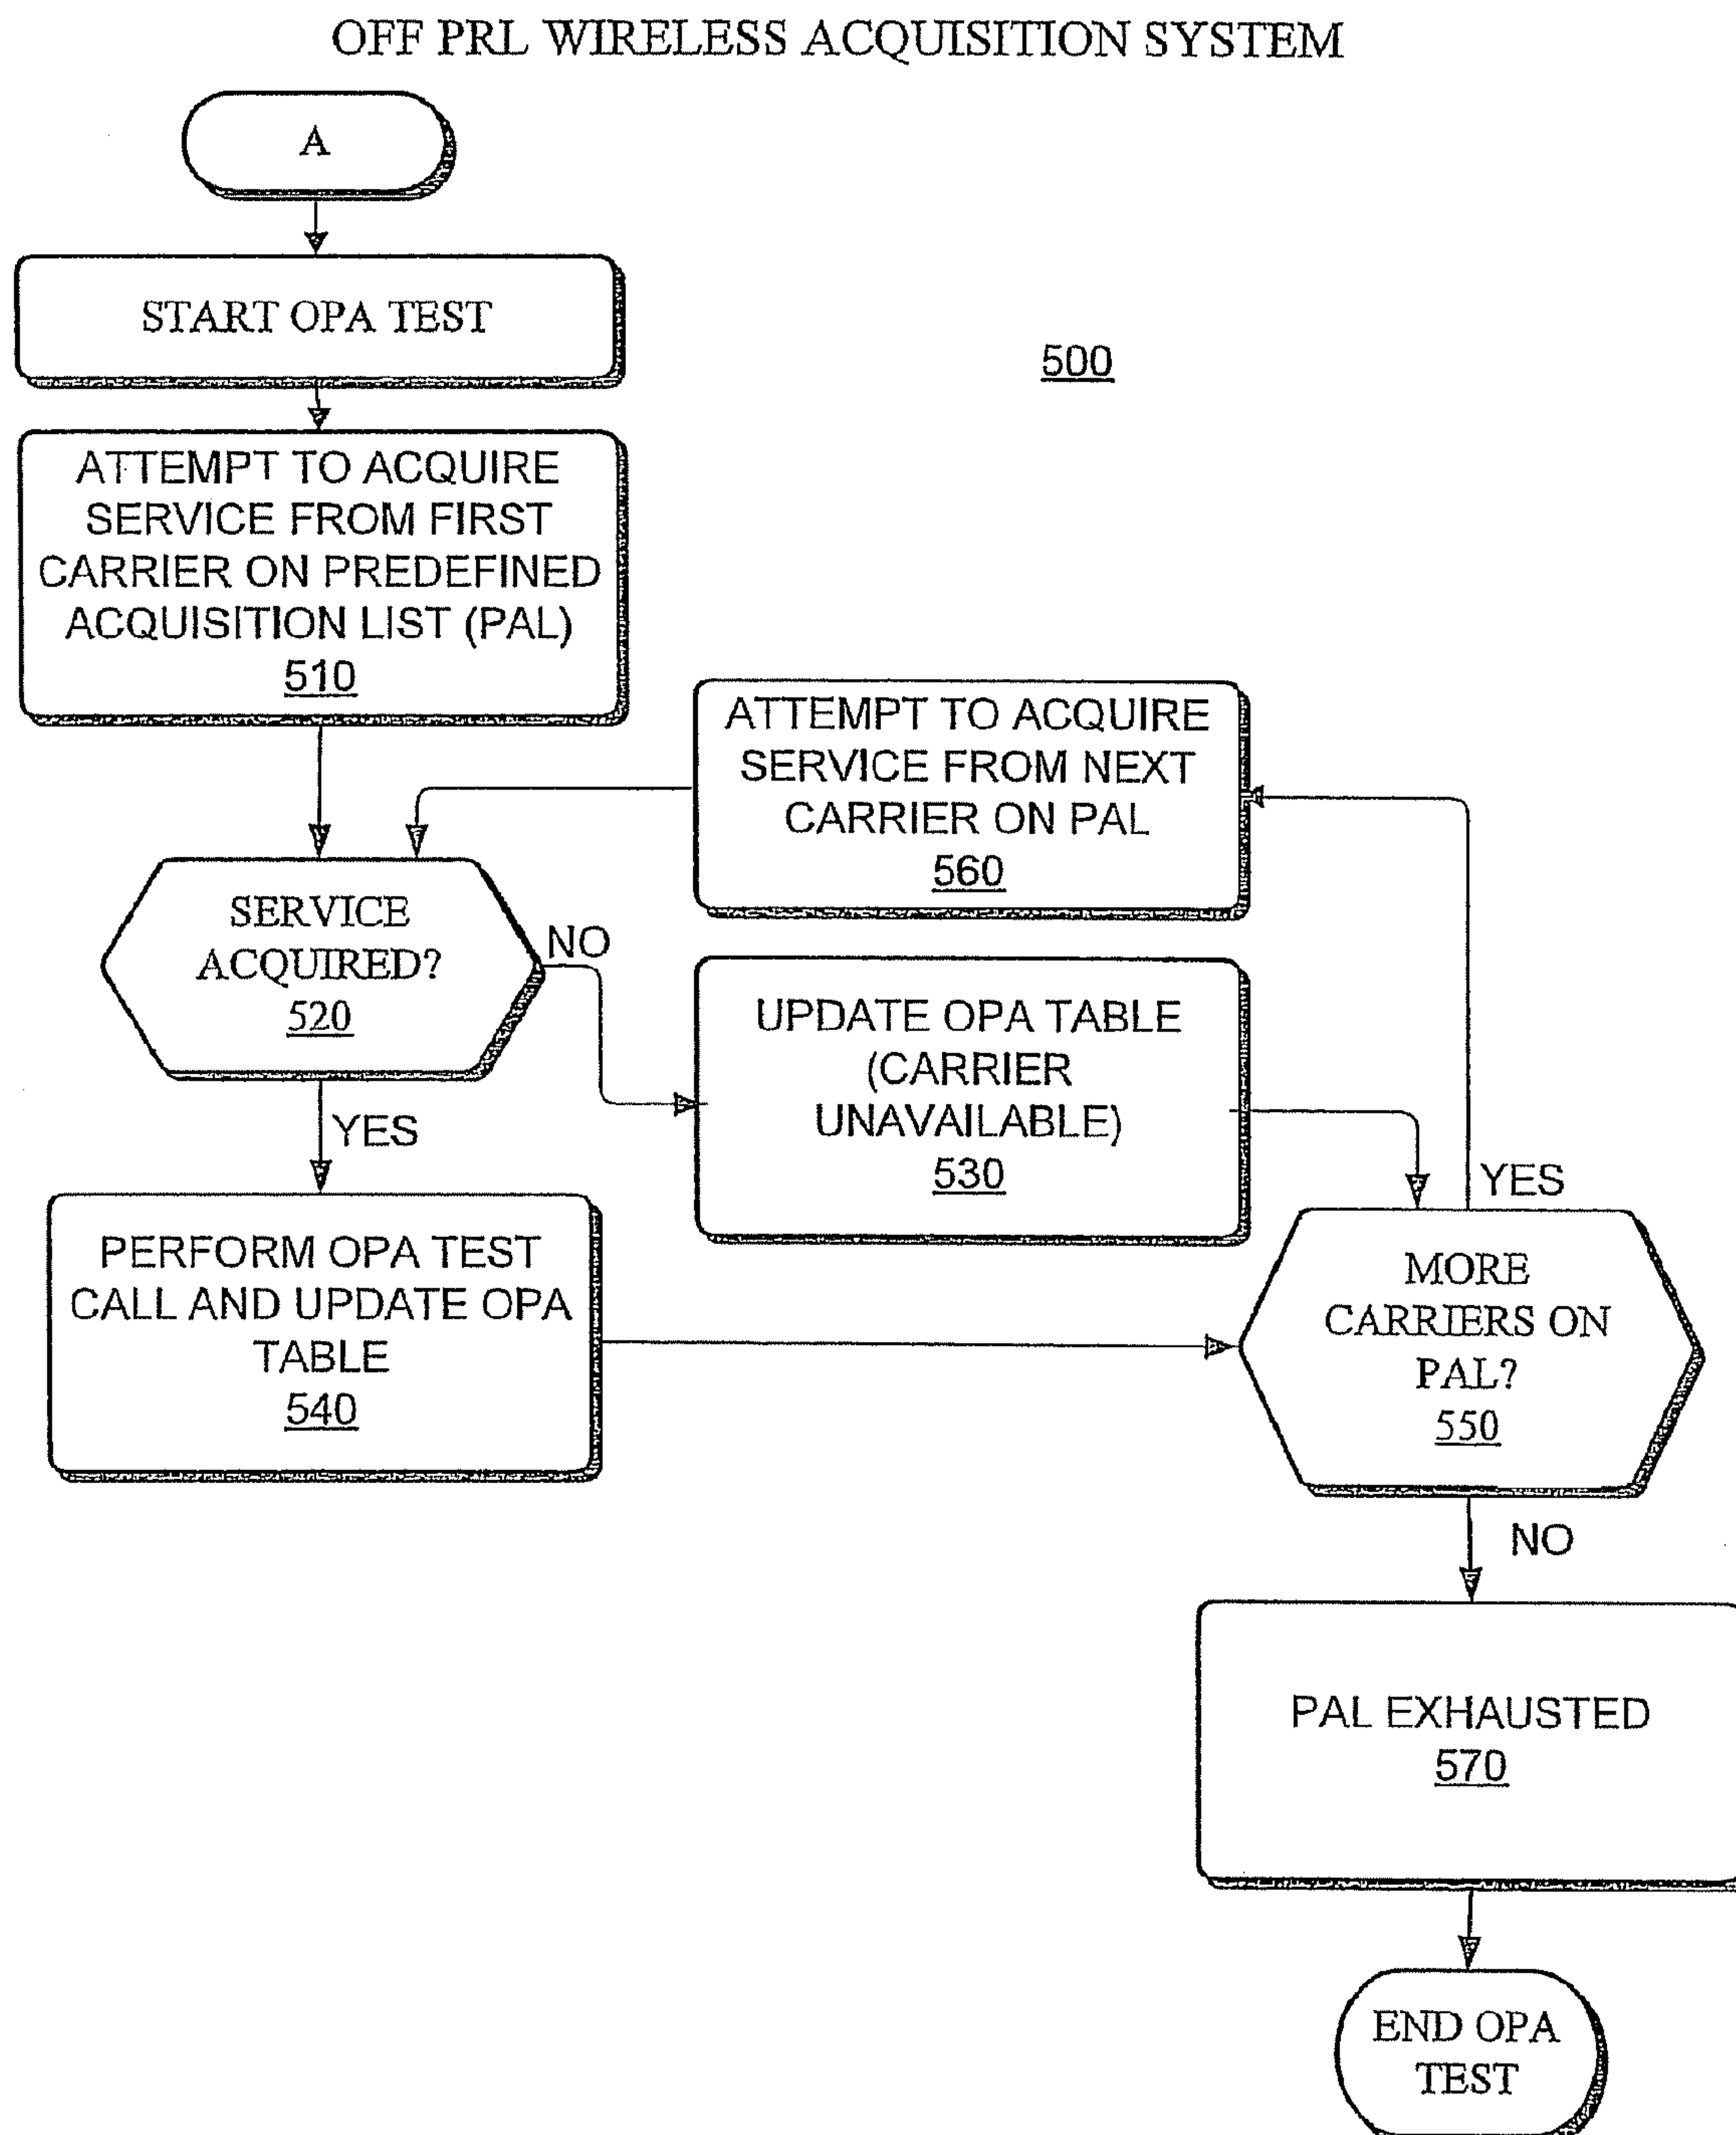 OFF PRL WIRELESS ACQUISITION SYSTEM
A
START OPA TEST
500
ATTEMPT TO ACQUIRE
SERVICE FROM FIRST
CARRIER ON PREDEFINED
ACQUISITION LIST (PAL)
510
ATTEMPT TO ACQUIRE
SERVICE FROM NEXT
CARRIER ON PAL
560
SERVICE
ACQUIRED?
520
NO
UPDATE OPA TABLE
(CARRIER
UNAVAILABLE)
530
YES
YES
PERFORM OPA TEST
CALL AND UPDATE OPA
TABLE
540
MORE
CARRIERS ON
PAL?
550
NO
PAL EXHAUSTED
570
END OPA
TEST